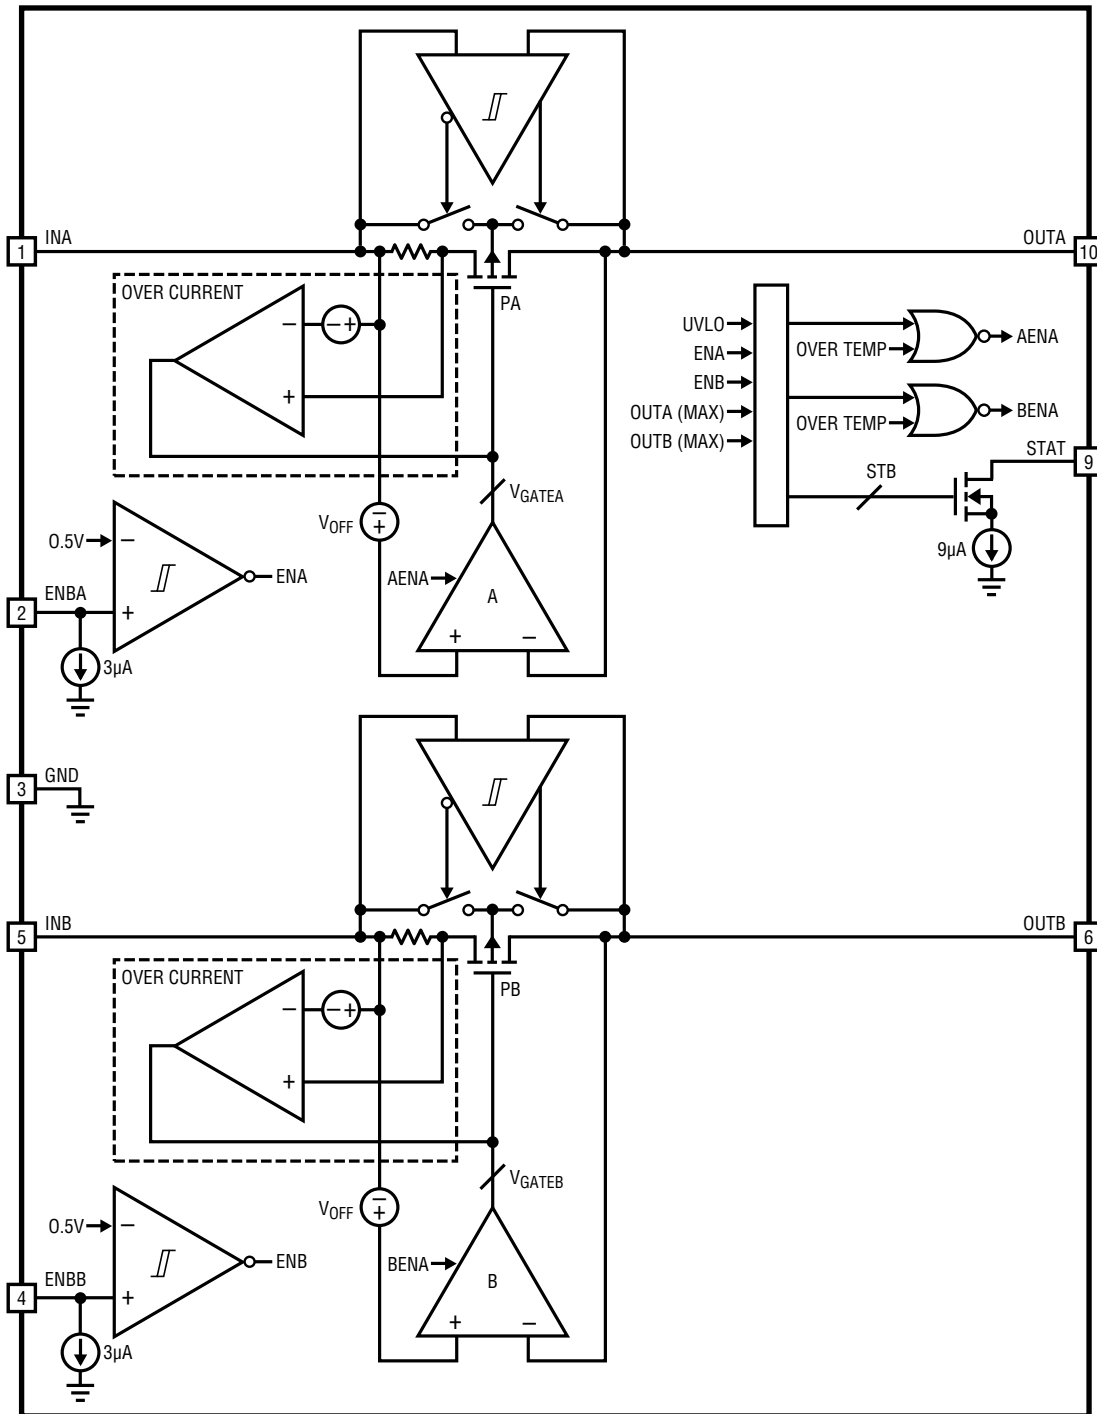 INA
1
OUTA
10
OVER CURRENT
− − +
+
PA
UVLO
ENA
ENB
OUTA (MAX)
OUTB (MAX)
OVER TEMP
AENA
OVER TEMP
BENA
STAT
9
STB
9µA
VGATEA
VOFF
− +
AENA
A
+ −
0.5V
−
ENA
ENBA
2
+
3µA
GND
3
INB
5
OUTB
6
OVER CURRENT
− − +
+
PB
VGATEB
VOFF
− +
BENA
B
+ −
0.5V
−
ENB
ENBB
4
+
3µA